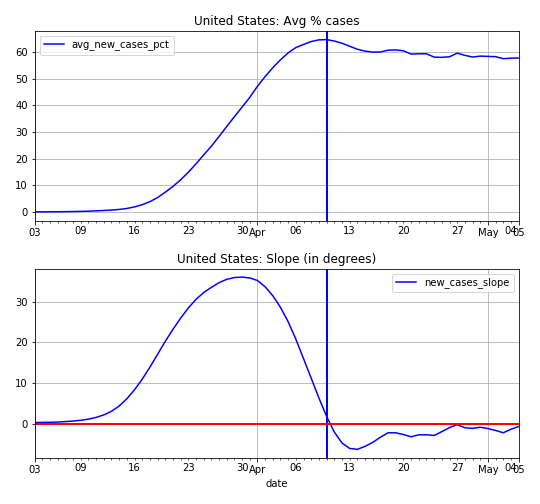 United States: Avg % cases
avg_new_cases_pct
60
50
40
30
20
10
0
03 09 16 23 30 Apr 06 13 20 27 May 04 05
United States: Slope (in degrees)
new_cases_slope
30
20
10
0
03 09 16 23 30 Apr 06 13 20 27 May 04 05
date